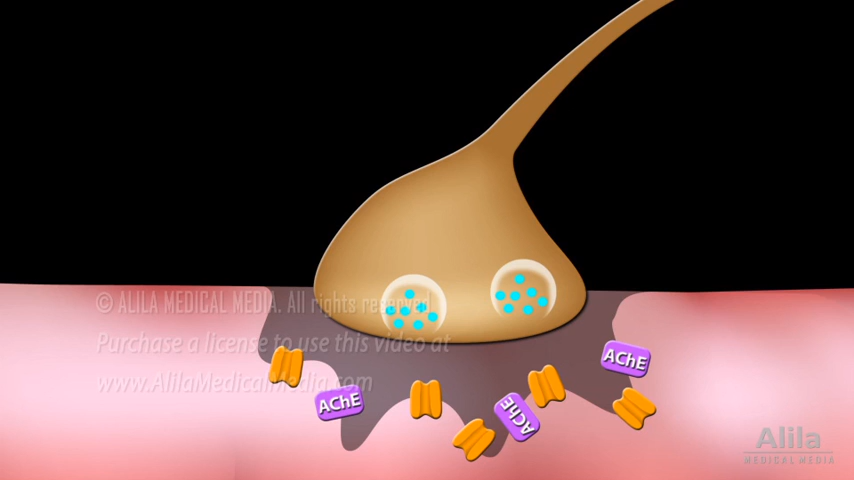 © ALILA MEDICAL MEDIA. All rights reserved.
Purchase a license to use this video at
www.AlilaMedicalMedia.com
AChE
AChE
AChE
Alila
MEDICAL MEDIA